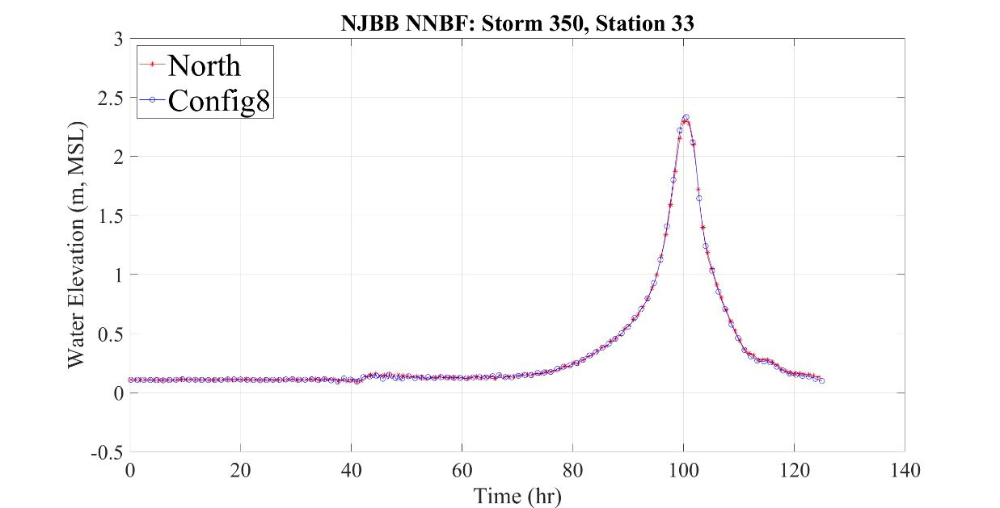 NJBB NNBF: Storm 350, Station 33
North
Config8
Water Elevation (m, MSL)
3
2.5
2
1.5
1
0.5
0
-0.5
0 20 40 60 80 100 120 140
Time (hr)